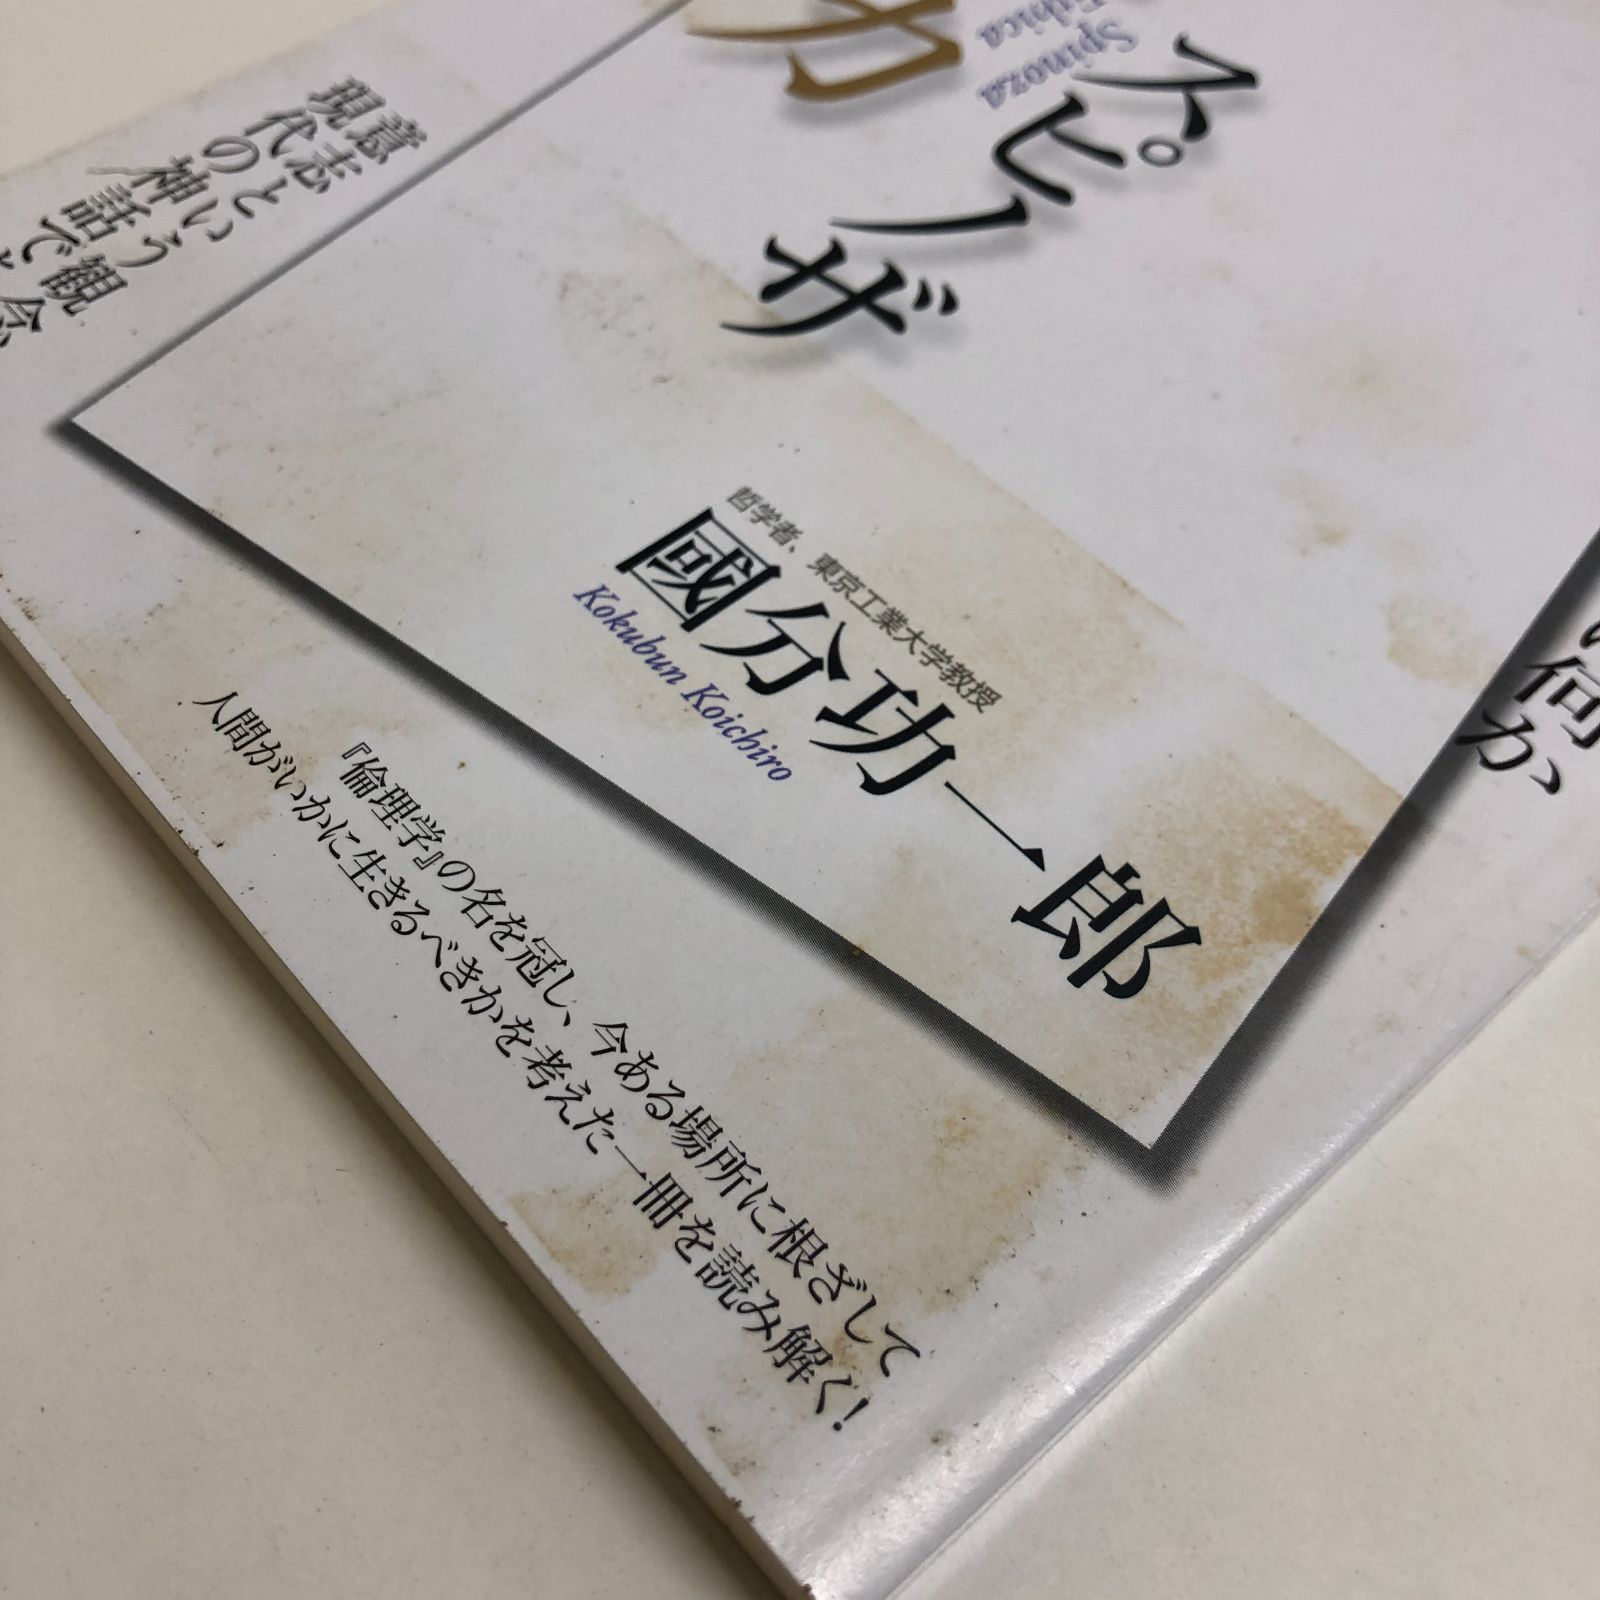 カ
スピノザ
Spinoza
Ethica
哲学者、東京工業大学教授
國分功一郎
Kokubun Koichiro
意志という観念
現代の神話で
何か
『倫理学』の名を冠し、今ある場所に根ざして
人間がいかに生きるべきかを考えた一冊を読み解く！